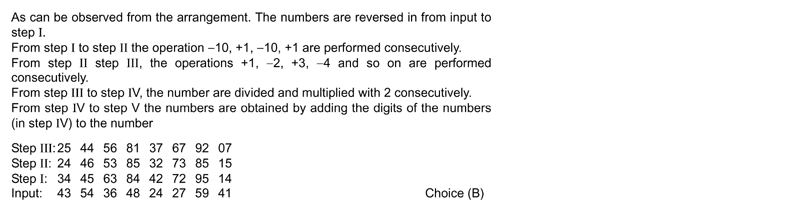 As can be observed from the arrangement. The numbers are reversed in from input to
step I.
From step I to step II the operation –10, +1, –10, +1 are performed consecutively.
From step II step III, the operations +1, –2, +3, –4 and so on are performed
consecutively.
From step III to step IV, the number are divided and multiplied with 2 consecutively.
From step IV to step V the numbers are obtained by adding the digits of the numbers
(in step IV) to the number
Step III: 25 44 56 81 37 67 92 07
Step II: 24 46 53 85 32 73 85 15
Step I: 34 45 63 84 42 72 95 14
Input: 43 54 36 48 24 27 59 41 Choice (B)